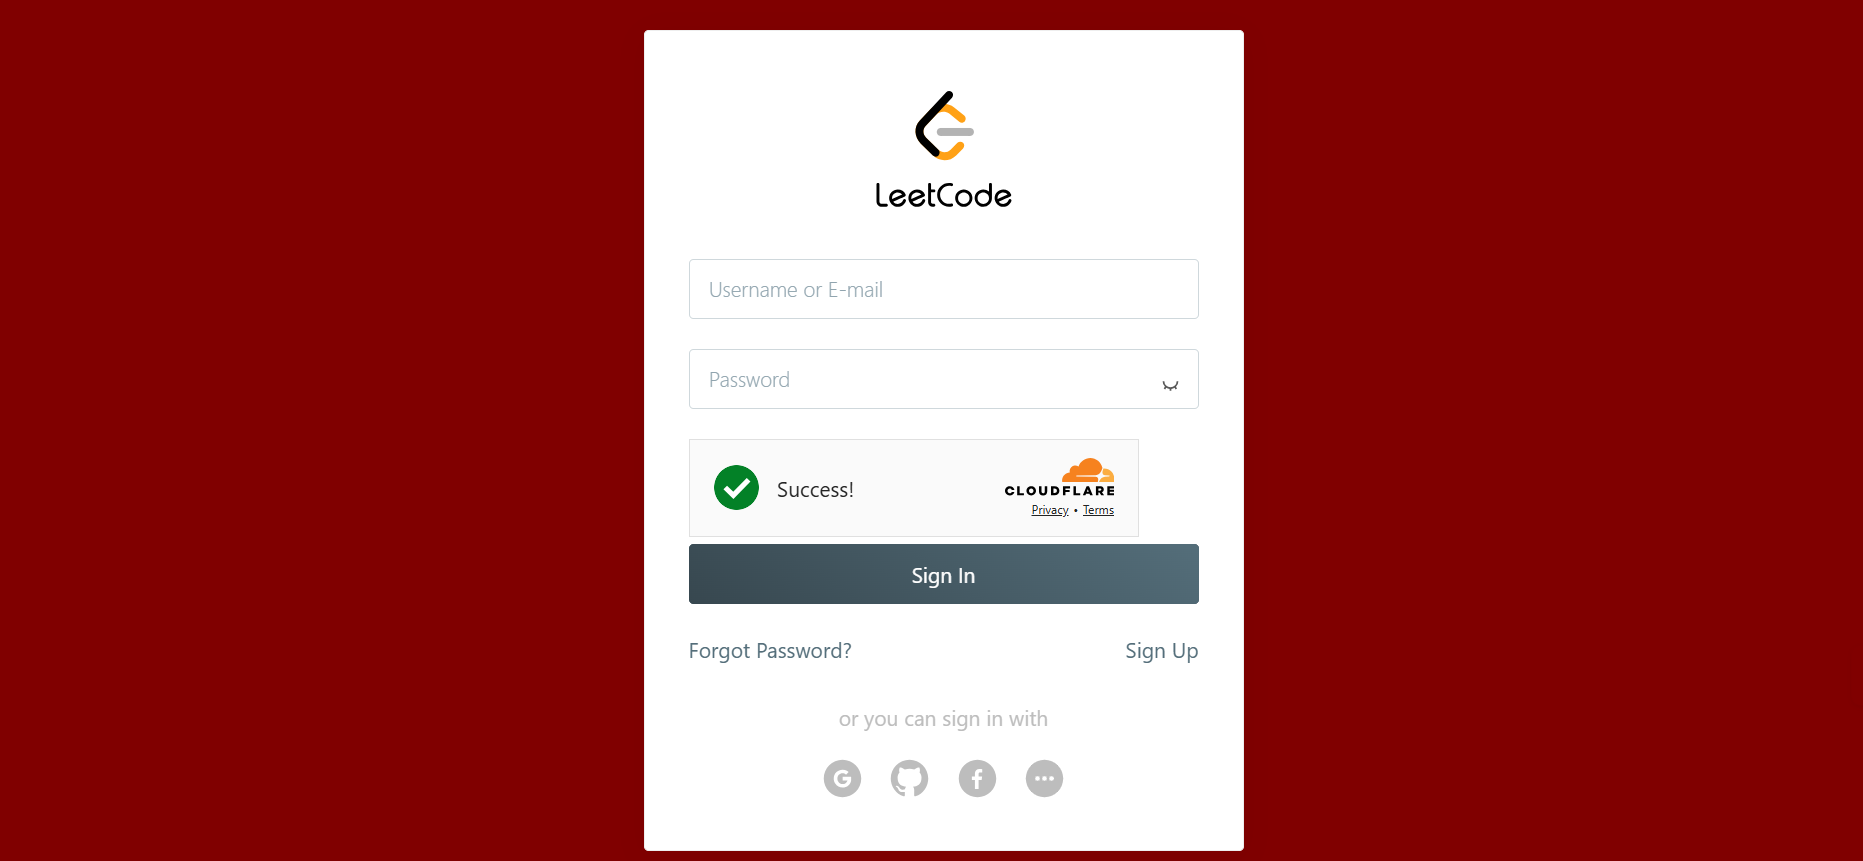 LeetCode
Username or E-mail
Password
Success!
CLOUDFLARE
Privacy • Terms
Sign In
Forgot Password? Sign Up
or you can sign in with